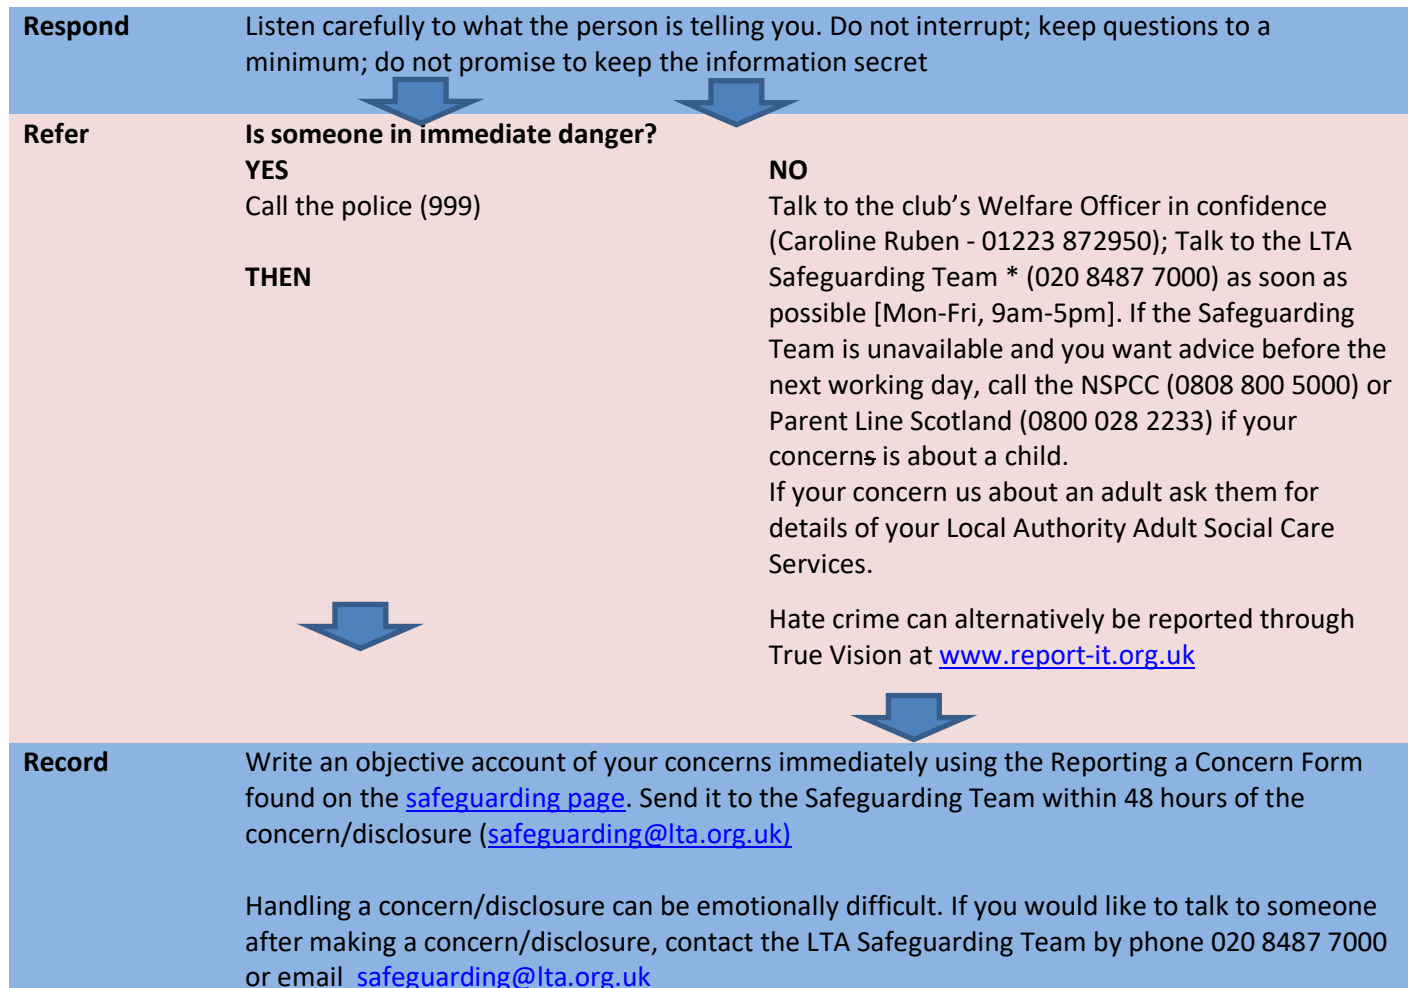 Respond
Listen carefully to what the person is telling you. Do not interrupt; keep questions to a
minimum; do not promise to keep the information secret
Refer
Is someone in immediate danger?
YES
Call the police (999)
THEN
NO
Talk to the club’s Welfare Officer in confidence
(Caroline Ruben - 01223 872950); Talk to the LTA
Safeguarding Team * (020 8487 7000) as soon as
possible [Mon-Fri, 9am-5pm]. If the Safeguarding
Team is unavailable and you want advice before the
next working day, call the NSPCC (0808 800 5000) or
Parent Line Scotland (0800 028 2233) if your
concerns is about a child.
If your concern us about an adult ask them for
details of your Local Authority Adult Social Care
Services.
Hate crime can alternatively be reported through
True Vision at www.report-it.org.uk
Record
Write an objective account of your concerns immediately using the Reporting a Concern Form
found on the safeguarding page. Send it to the Safeguarding Team within 48 hours of the
concern/disclosure (safeguarding@lta.org.uk)
Handling a concern/disclosure can be emotionally difficult. If you would like to talk to someone
after making a concern/disclosure, contact the LTA Safeguarding Team by phone 020 8487 7000
or email safeguarding@lta.org.uk